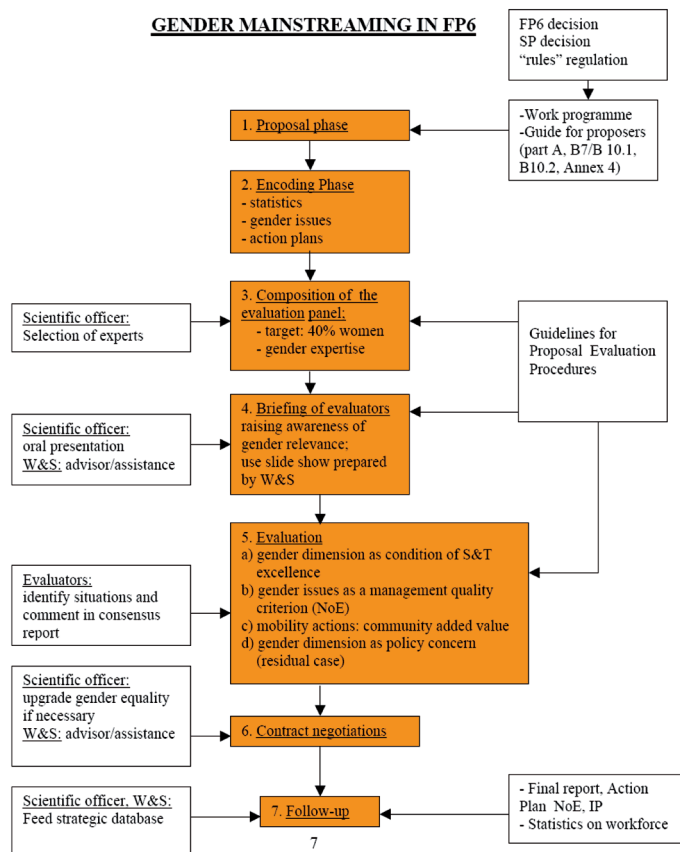 GENDER MAINSTREAMING IN FP6
FP6 decision
SP decision
“rules” regulation
-Work programme
-Guide for proposers
(part A, B7/B 10.1,
B10.2, Annex 4)
1. Proposal phase
2. Encoding Phase
- statistics
- gender issues
- action plans
3. Composition of the
evaluation panel;
- target: 40% women
- gender expertise
Scientific officer:
Selection of experts
Guidelines for
Proposal Evaluation
Procedures
4. Briefing of evaluators
raising awareness of
gender relevance;
use slide show prepared
by W&S
Scientific officer:
oral presentation
W&S: advisor/assistance
5. Evaluation
a) gender dimension as condition of S&T
excellence
b) gender issues as a management quality
criterion (NoE)
c) mobility actions: community added value
d) gender dimension as policy concern
(residual case)
Evaluators:
identify situations and
comment in consensus
report
Scientific officer:
upgrade gender equality
if necessary
W&S: advisor/assistance
6. Contract negotiations
Scientific officer, W&S:
Feed strategic database
7. Follow-up
- Final report, Action
Plan NoE, IP
- Statistics on workforce
7